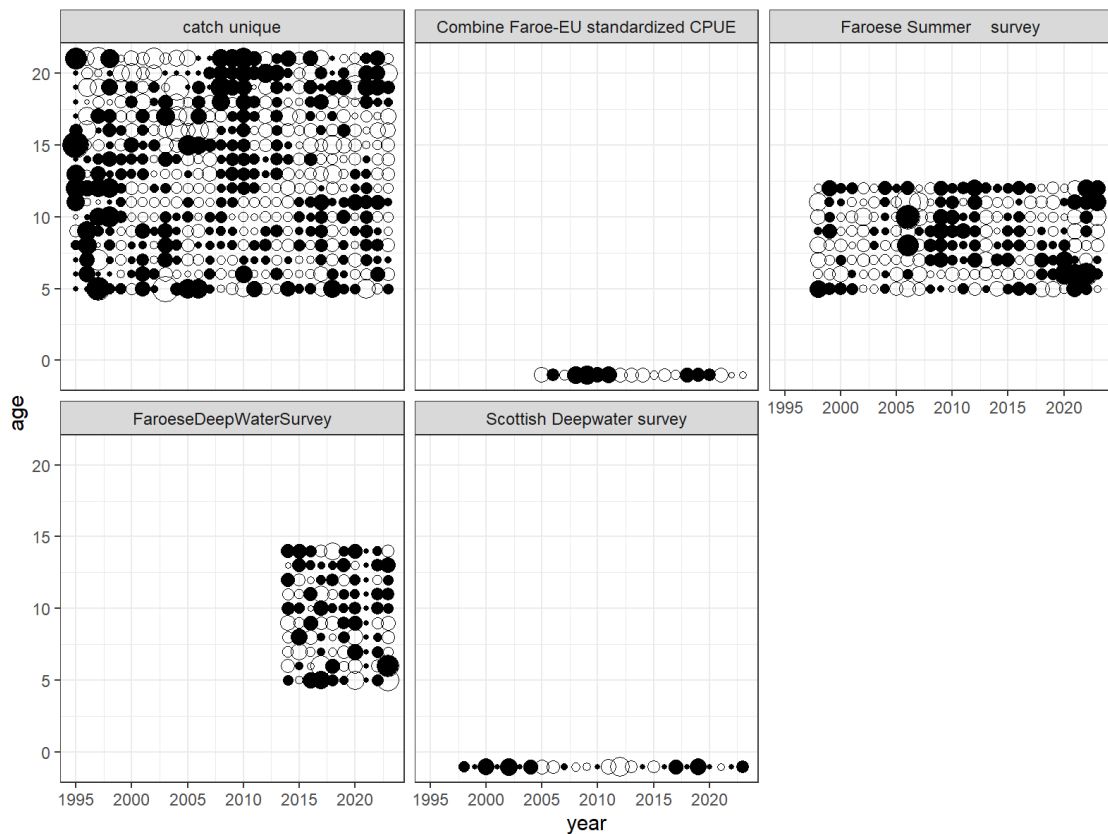 catch unique
Combine Faroe-EU standardized CPUE
Faroese Summer survey
20
15
10
5
0
1995 2000 2005 2010 2015 2020
age
FaroeseDeepWaterSurvey
Scottish Deepwater survey
20
15
10
5
0
1995 2000 2005 2010 2015 2020
1995 2000 2005 2010 2015 2020
year